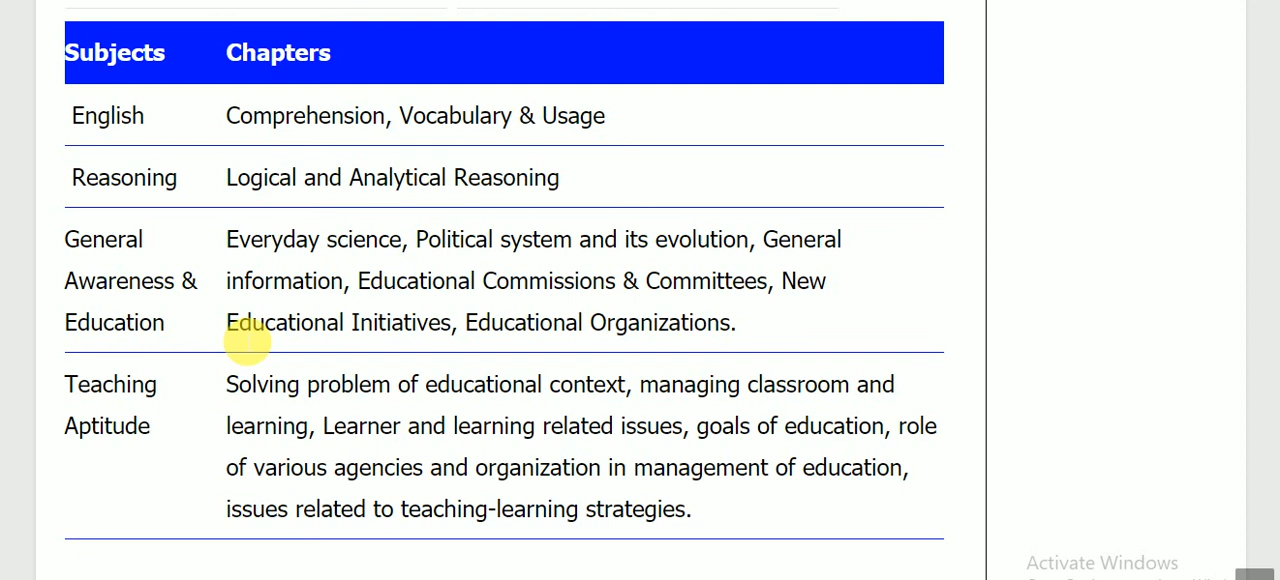 Subjects Chapters
English Comprehension, Vocabulary & Usage
Reasoning Logical and Analytical Reasoning
General Everyday science, Political system and its evolution, General
Awareness & information, Educational Commissions & Committees, New
Education Educational Initiatives, Educational Organizations.
Teaching Solving problem of educational context, managing classroom and
Aptitude learning, Learner and learning related issues, goals of education, role
of various agencies and organization in management of education,
issues related to teaching-learning strategies.
Activate Windows